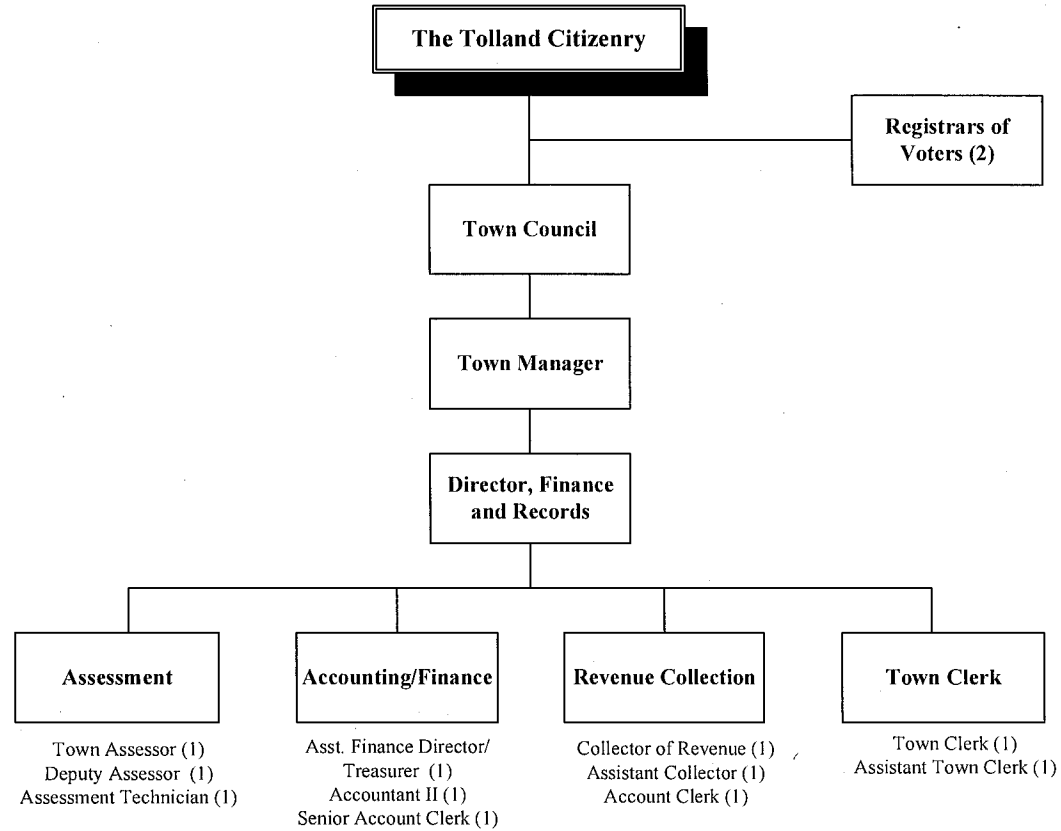 The Tolland Citizenry
Registrars of
Voters (2)
Town Council
Town Manager
Director, Finance
and Records
Assessment
Town Assessor (1)
Deputy Assessor (1)
Assessment Technician (1)
Accounting/Finance
Asst. Finance Director/
Treasurer (1)
Accountant II (1)
Senior Account Clerk (1)
Revenue Collection
Collector of Revenue (1)
Assistant Collector (1)
Account Clerk (1)
Town Clerk
Town Clerk (1)
Assistant Town Clerk (1)